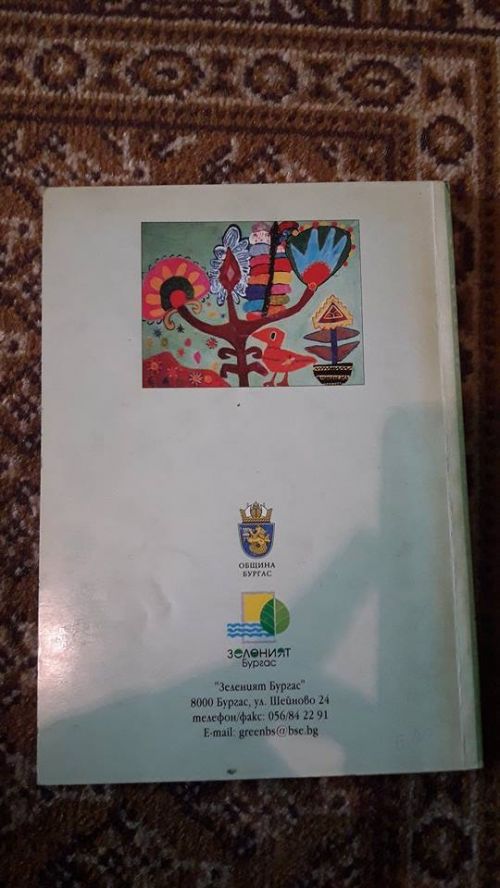 ОБЩИНА
БУРГАС
ЗеленИЯТ
Бургас
"Зеленият Бургас"
8000 Бургас, ул. Шейново 24
телефон/факс: 056/84 22 91
E-mail: greenbs@bse.bg